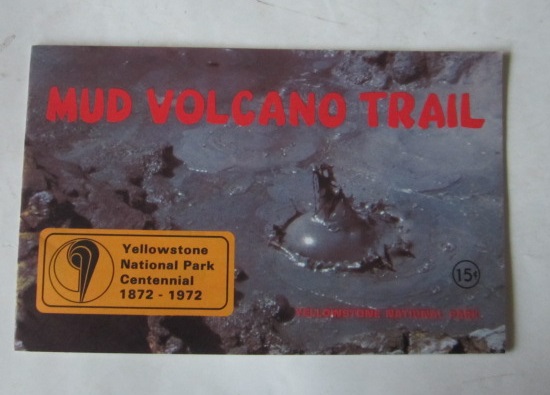 MUD VOLCANO TRAIL
Yellowstone
National Park
Centennial
1872 - 1972
15¢
YELLOWSTONE NATIONAL PARK